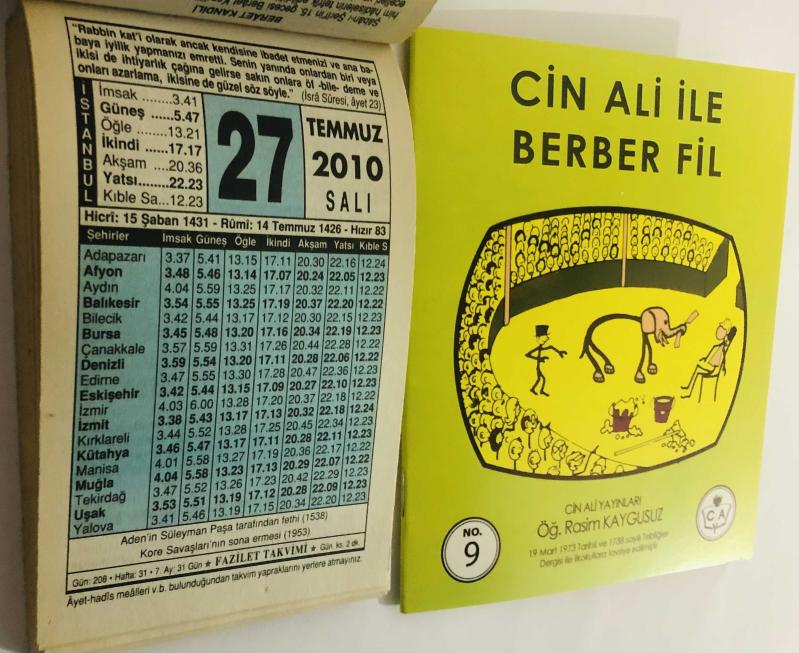 BERAET KANDİLİ
"Rabbin kat'î olarak ancak kendisine ibadet etmenizi ve ana ba-
baya iyilik yapmanızı emretti. Senin yanında onlardan biri veya
ikisi de ihtiyarlık çağına gelirse sakın onlara öf -bile- deme ve
onları azarlama, ikisine de güzel söz söyle." (İsrâ Sûresi, âyet 23)
İSTANBUL
İmsak ........3.41
Güneş ......5.47
Öğle ........13.21
İkindi ......17.17
Akşam ....20.36
Yatsı........22.23
Kıble Sa...12.23
27
TEMMUZ
2010
SALI
Hicrî: 15 Şaban 1431 - Rûmî: 14 Temmuz 1426 - Hızır 83
Şehirler İmsak Güneş Öğle İkindi Akşam Yatsı Kıble S
Adapazarı 3.37 5.41 13.15 17.11 20.30 22.16 12.24
Afyon 3.48 5.46 13.14 17.07 20.24 22.05 12.23
Aydın 4.04 5.59 13.25 17.17 20.32 22.11 12.22
Balıkesir 3.54 5.55 13.25 17.19 20.37 22.20 12.22
Bilecik 3.42 5.44 13.17 17.12 20.30 22.15 12.23
Bursa 3.45 5.48 13.20 17.16 20.34 22.19 12.23
Çanakkale 3.57 5.59 13.31 17.26 20.44 22.28 12.22
Denizli 3.59 5.54 13.20 17.11 20.28 22.06 12.22
Edirne 3.47 5.55 13.30 17.28 20.47 22.36 12.23
Eskişehir 3.42 5.44 13.15 17.09 20.27 22.10 12.23
İzmir 4.03 6.00 13.28 17.20 20.37 22.18 12.22
İzmit 3.38 5.43 13.17 17.13 20.32 22.18 12.24
Kırklareli 3.44 5.52 13.28 17.25 20.45 22.34 12.23
Kütahya 3.46 5.47 13.17 17.11 20.28 22.11 12.23
Manisa 4.01 5.58 13.27 17.19 20.36 22.17 12.22
Muğla 4.04 5.58 13.23 17.13 20.29 22.07 12.22
Tekirdağ 3.47 5.52 13.26 17.23 20.42 22.29 12.23
Uşak 3.53 5.51 13.19 17.12 20.28 22.09 12.23
Yalova 3.41 5.46 13.19 17.15 20.34 22.20 12.23
Aden'in Süleyman Paşa tarafından fethi (1538)
Kore Savaşları'nın sona ermesi (1953)
Gün: 208 • Hafta: 31 • 7. Ay: 31 Gün ★ FAZİLET TAKVİMİ ★ Gün. ks. 2 dk.
Âyet-hadîs meâlleri v.b. bulunduğundan takvim yapraklarını yerlere atmayınız.
CİN ALİ İLE
BERBER FİL
CİN ALİ YAYINLARI
Öğ. Rasim KAYGUSUZ
19 Mart 1973 Tarihli ve 1738 sayılı Tebliğler
Dergisi ile ilkokullara tavsiye edilmiştir.
NO.
9
C A